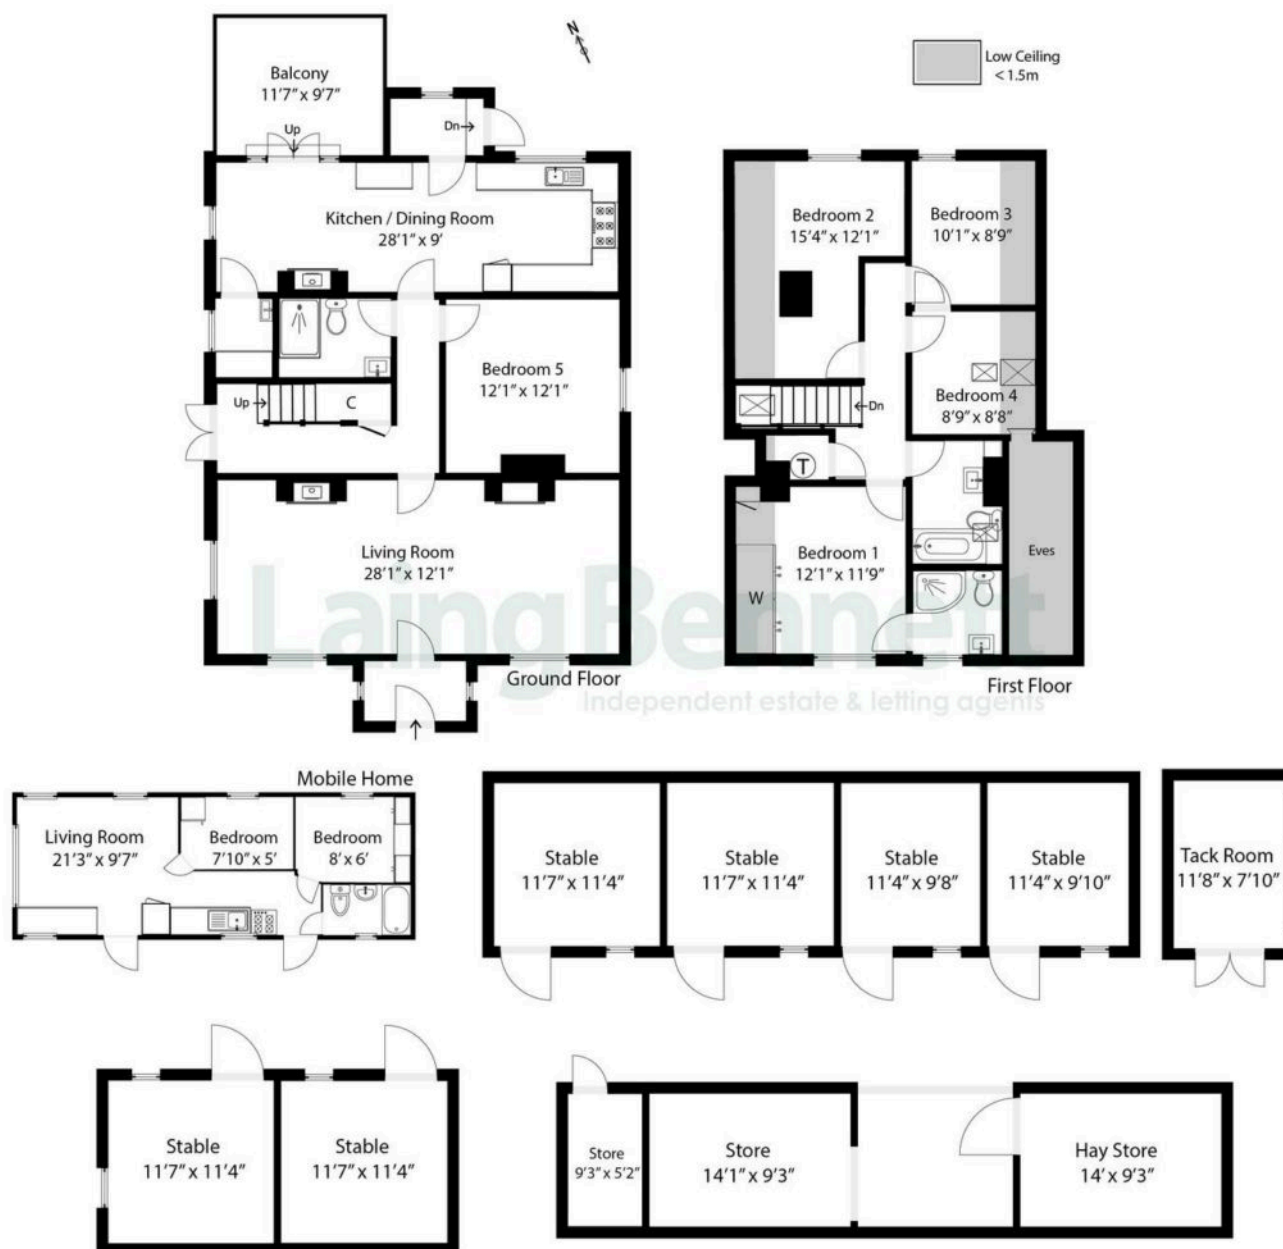 N
Low Ceiling
< 1.5m
Balcony
11'7" x 9'7"
Up
Dn
Kitchen / Dining Room
28'1" x 9'
Bedroom 5
12'1" x 12'1"
Up
C
Living Room
28'1" x 12'1"
Ground Floor
Bedroom 2
15'4" x 12'1"
Bedroom 3
10'1" x 8'9"
Bedroom 4
8'9" x 8'8"
Dn
T
Bedroom 1
12'1" x 11'9"
W
Eves
First Floor
Laing Bennett
Independent estate & letting agents
Mobile Home
Living Room
21'3" x 9'7"
Bedroom
7'10" x 5'
Bedroom
8' x 6'
Stable
11'7" x 11'4"
Stable
11'7" x 11'4"
Stable
11'4" x 9'8"
Stable
11'4" x 9'10"
Tack Room
11'8" x 7'10"
Stable
11'7" x 11'4"
Stable
11'7" x 11'4"
Store
9'3" x 5'2"
Store
14'1" x 9'3"
Hay Store
14' x 9'3"